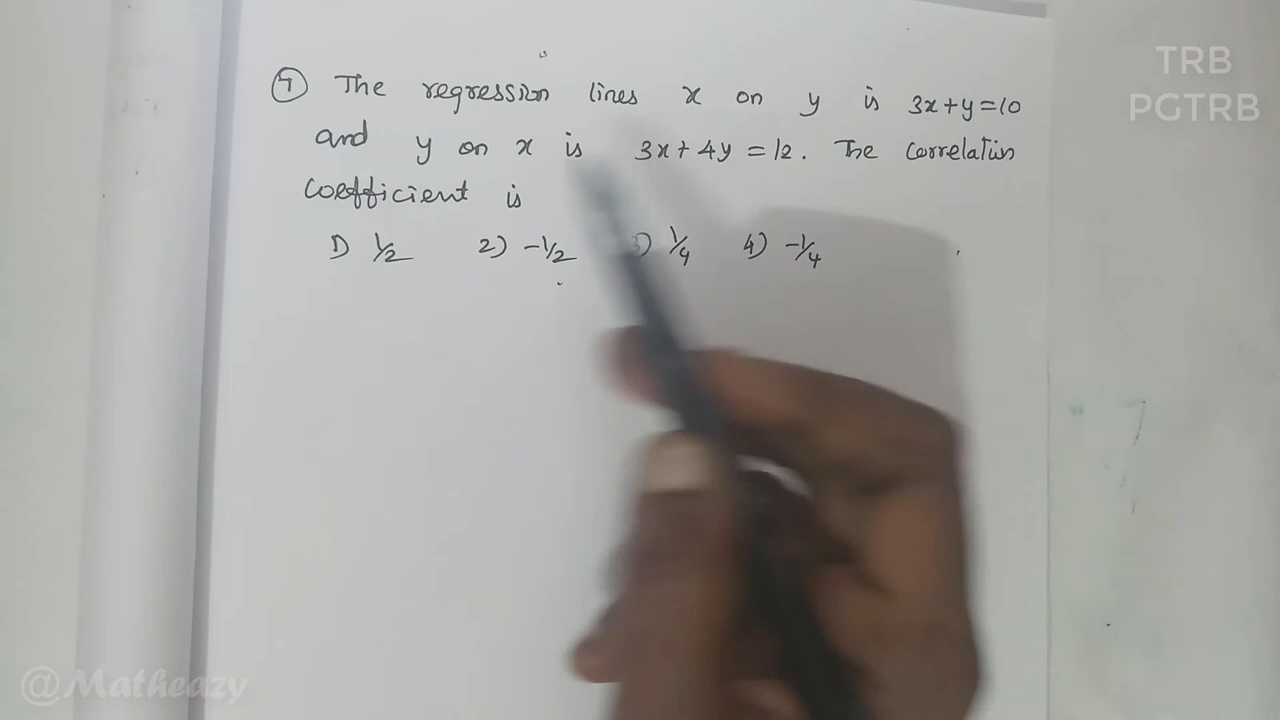 7 The regression lines x on y is 3x+y=10
and y on x is 3x+4y=12. The correlation
coefficient is
1) 1/2 2) -1/2 3) 1/4 4) -1/4
TRB
PGTRB
@Matheazy